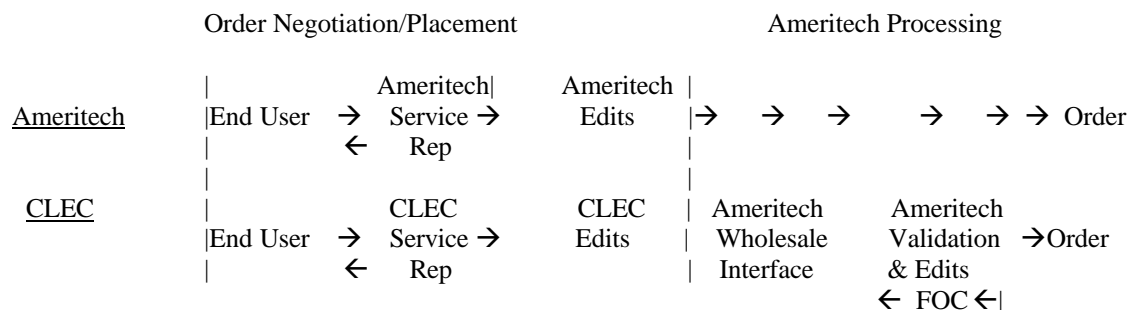 Order Negotiation/Placement Ameritech Processing
| Ameritech| Ameritech |
Ameritech |End User → Service → Edits |→ → → → → → Order
| ← Rep |
| |
CLEC | CLEC CLEC | Ameritech Ameritech
|End User → Service → Edits | Wholesale Validation →Order
| ← Rep | Interface & Edits
← FOC ←|